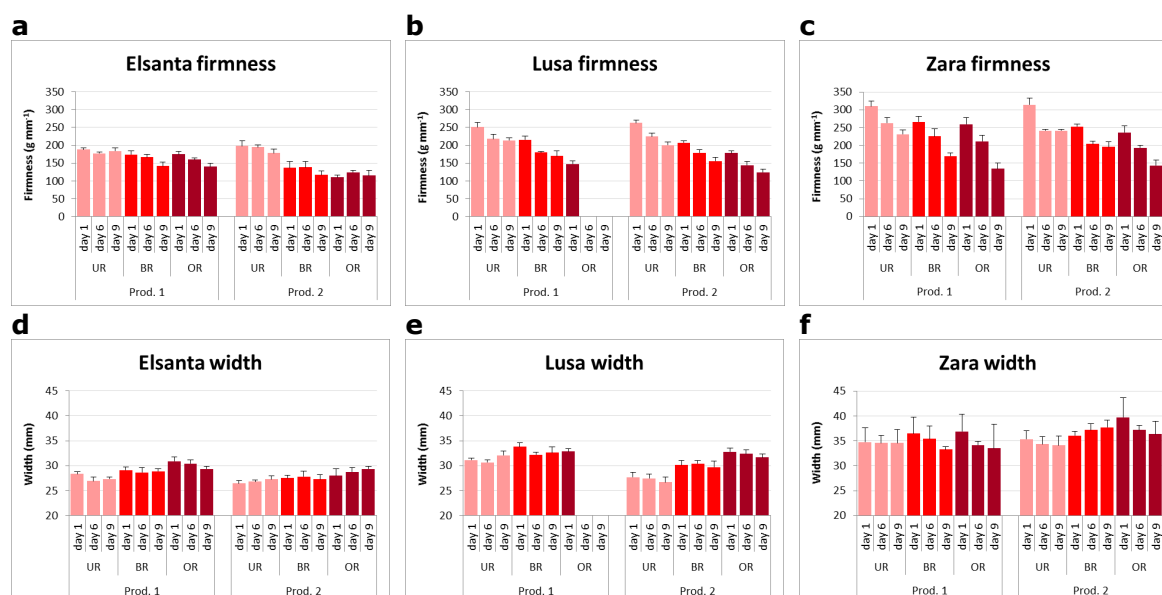 a
Elsanta firmness
Firmness (g mm⁻¹)
350
300
250
200
150
100
50
0
day 1 day 6 day 9 day 1 day 6 day 9 day 1 day 6 day 9 day 1 day 6 day 9 day 1 day 6 day 9 day 1 day 6 day 9
UR BR OR UR BR OR
Prod. 1 Prod. 2
b
Lusa firmness
Firmness (g mm⁻¹)
350
300
250
200
150
100
50
0
day 1 day 6 day 9 day 1 day 6 day 9 day 1 day 6 day 9 day 1 day 6 day 9 day 1 day 6 day 9 day 1 day 6 day 9
UR BR OR UR BR OR
Prod. 1 Prod. 2
c
Zara firmness
Firmness (g mm⁻¹)
350
300
250
200
150
100
50
0
day 1 day 6 day 9 day 1 day 6 day 9 day 1 day 6 day 9 day 1 day 6 day 9 day 1 day 6 day 9 day 1 day 6 day 9
UR BR OR UR BR OR
Prod. 1 Prod. 2
d
Elsanta width
Width (mm)
45
40
35
30
25
20
day 1 day 6 day 9 day 1 day 6 day 9 day 1 day 6 day 9 day 1 day 6 day 9 day 1 day 6 day 9 day 1 day 6 day 9
UR BR OR UR BR OR
Prod. 1 Prod. 2
e
Lusa width
Width (mm)
45
40
35
30
25
20
day 1 day 6 day 9 day 1 day 6 day 9 day 1 day 6 day 9 day 1 day 6 day 9 day 1 day 6 day 9 day 1 day 6 day 9
UR BR OR UR BR OR
Prod. 1 Prod. 2
f
Zara width
Width (mm)
45
40
35
30
25
20
day 1 day 6 day 9 day 1 day 6 day 9 day 1 day 6 day 9 day 1 day 6 day 9 day 1 day 6 day 9 day 1 day 6 day 9
UR BR OR UR BR OR
Prod. 1 Prod. 2